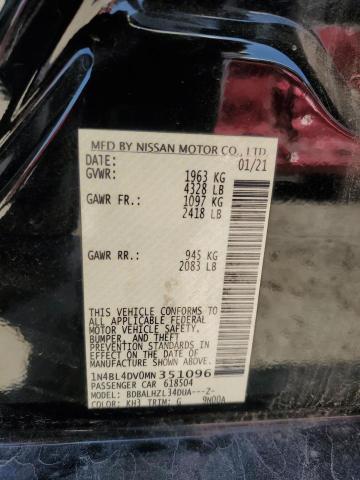 MFD BY NISSAN MOTOR CO., LTD.
DATE: 01/21
GVWR: 1963 KG
4328 LB
GAWR FR.: 1097 KG
2418 LB
GAWR RR.: 945 KG
2083 LB
THIS VEHICLE CONFORMS TO
ALL APPLICABLE FEDERAL
MOTOR VEHICLE SAFETY,
BUMPER, AND THEFT
PREVENTION STANDARDS IN
EFFECT ON THE DATE OF
MANUFACTURE SHOWN ABOVE.
1N4BL4DV0MN351096
PASSENGER CAR 618504
MODEL: BDBALHZL34DUA---Z-
COLOR: KH3 TRIM: G 9N00A